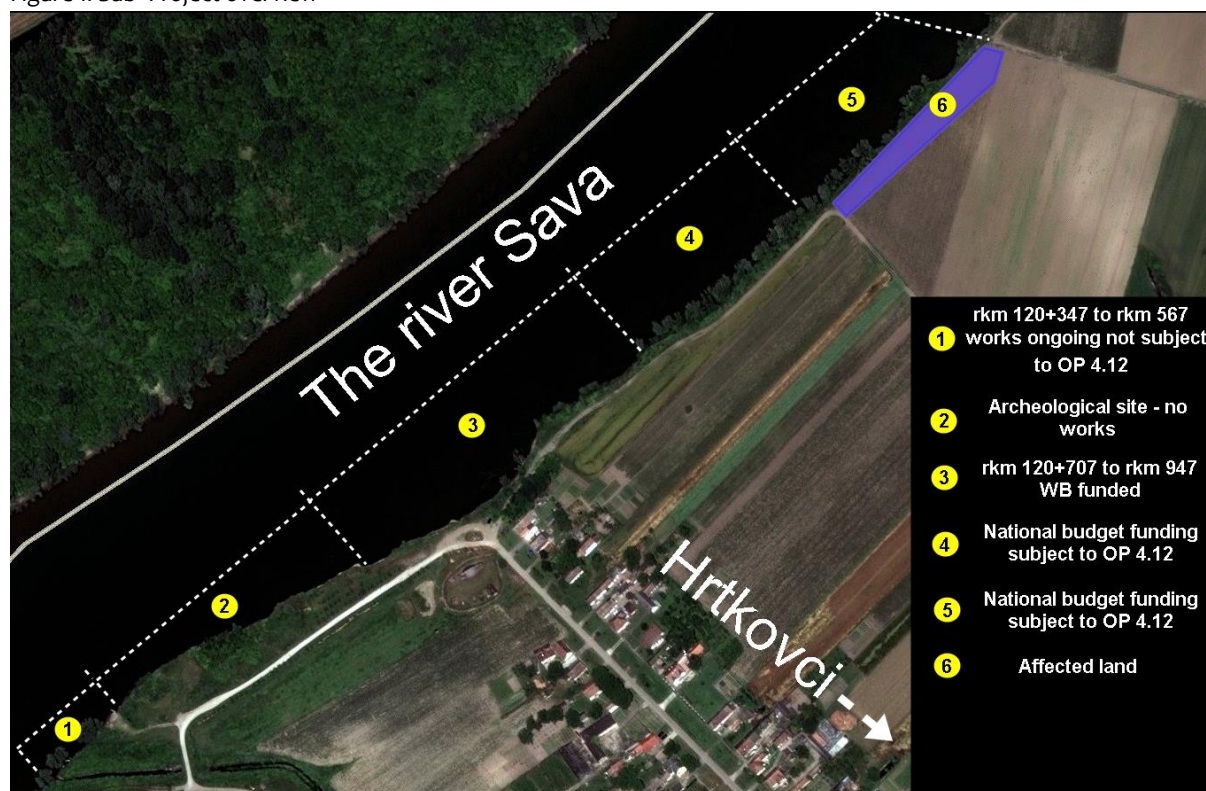 Sub-Project overview
The river Sava
Hrtkovci
6
5
4
3
2
1
1 rkm 120+347 to rkm 567
works ongoing not subject
to OP 4.12
2 Archeological site - no
works
3 rkm 120+707 to rkm 947
WB funded
4 National budget funding
subject to OP 4.12
5 National budget funding
subject to OP 4.12
6 Affected land